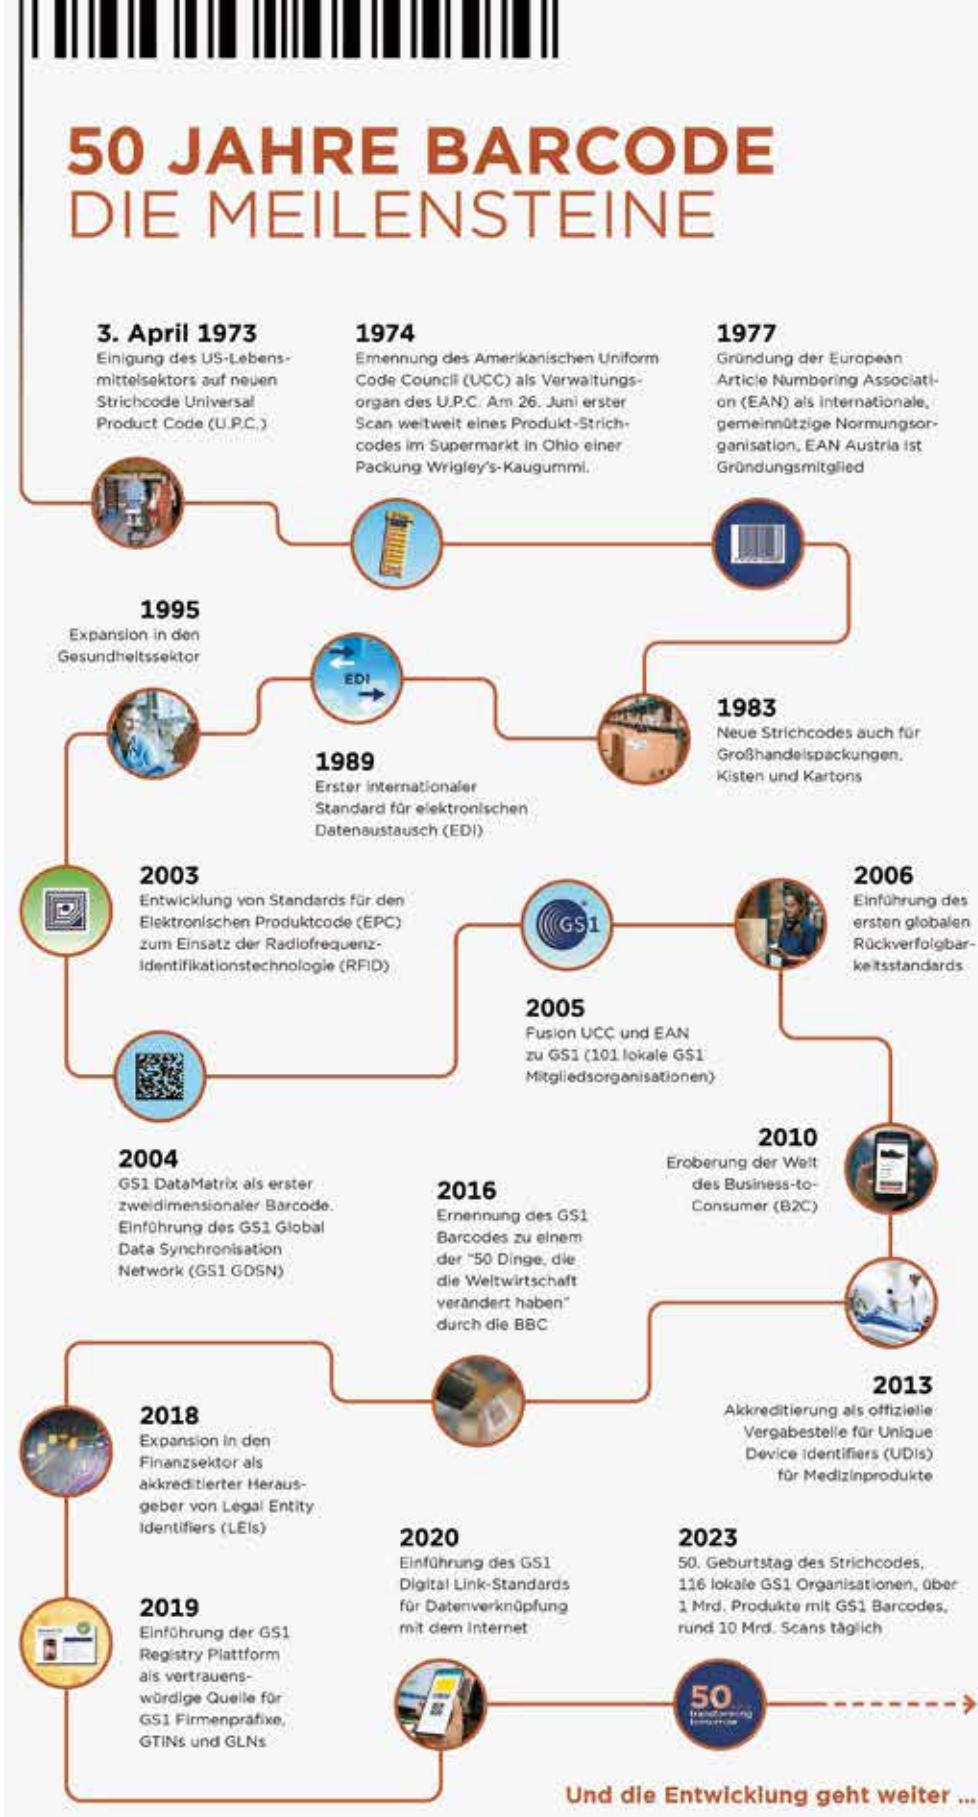 50 JAHRE BARCODE
DIE MEILENSTEINE
3. April 1973
Einigung des US-Lebens-
mittelsektors auf neuen
Strichcode Universal
Product Code (U.P.C.)
1974
Ernennung des Amerikanischen Uniform
Code Council (UCC) als Verwaltungs-
organ des U.P.C. Am 26. Juni erster
Scan weltweit eines Produkt-Strich-
codes im Supermarkt in Ohio einer
Packung Wrigley's-Kaugummi.
1977
Gründung der European
Article Numbering Associati-
on (EAN) als internationale,
gemeinnützige Normungsor-
ganisation, EAN Austria ist
Gründungsmitglied
1983
Neue Strichcodes auch für
Großhandelspackungen,
Kisten und Kartons
EDI
1989
Erster internationaler
Standard für elektronischen
Datenaustausch (EDI)
1995
Expansion in den
Gesundheitssektor
2003
Entwicklung von Standards für den
Elektronischen Produktcode (EPC)
zum Einsatz der Radiofrequenz-
Identifikationstechnologie (RFID)
2004
GS1 DataMatrix als erster
zweidimensionaler Barcode.
Einführung des GS1 Global
Data Synchronisation
Network (GS1 GDSN)
GS1
2005
Fusion UCC und EAN
zu GS1 (101 lokale GS1
Mitgliedsorganisationen)
2006
Einführung des
ersten globalen
Rückverfolgbar-
keitsstandards
2010
Eroberung der Welt
des Business-to-
Consumer (B2C)
2013
Akkreditierung als offizielle
Vergabestelle für Unique
Device Identifiers (UDIs)
für Medizinprodukte
2016
Ernennung des GS1
Barcodes zu einem
der "50 Dinge, die
die Weltwirtschaft
verändert haben"
durch die BBC
2018
Expansion in den
Finanzsektor als
akkreditierter Heraus-
geber von Legal Entity
Identifiers (LEIs)
2019
Einführung der GS1
Registry Plattform
als vertrauens-
würdige Quelle für
GS1 Firmenpräfixe,
GTINs und GLNs
2020
Einführung des GS1
Digital Link-Standards
für Datenverknüpfung
mit dem Internet
2023
50. Geburtstag des Strichcodes,
116 lokale GS1 Organisationen, über
1 Mrd. Produkte mit GS1 Barcodes,
rund 10 Mrd. Scans täglich
50
transforming
tomorrow
Und die Entwicklung geht weiter ...